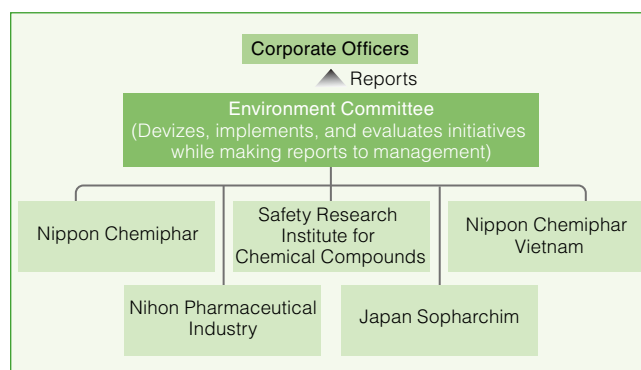 Corporate Officers
Reports
Environment Committee
(Devizes, implements, and evaluates initiatives
while making reports to management)
Nippon Chemiphar
Safety Research
Institute for
Chemical Compounds
Nippon Chemiphar
Vietnam
Nihon Pharmaceutical
Industry
Japan Sopharchim